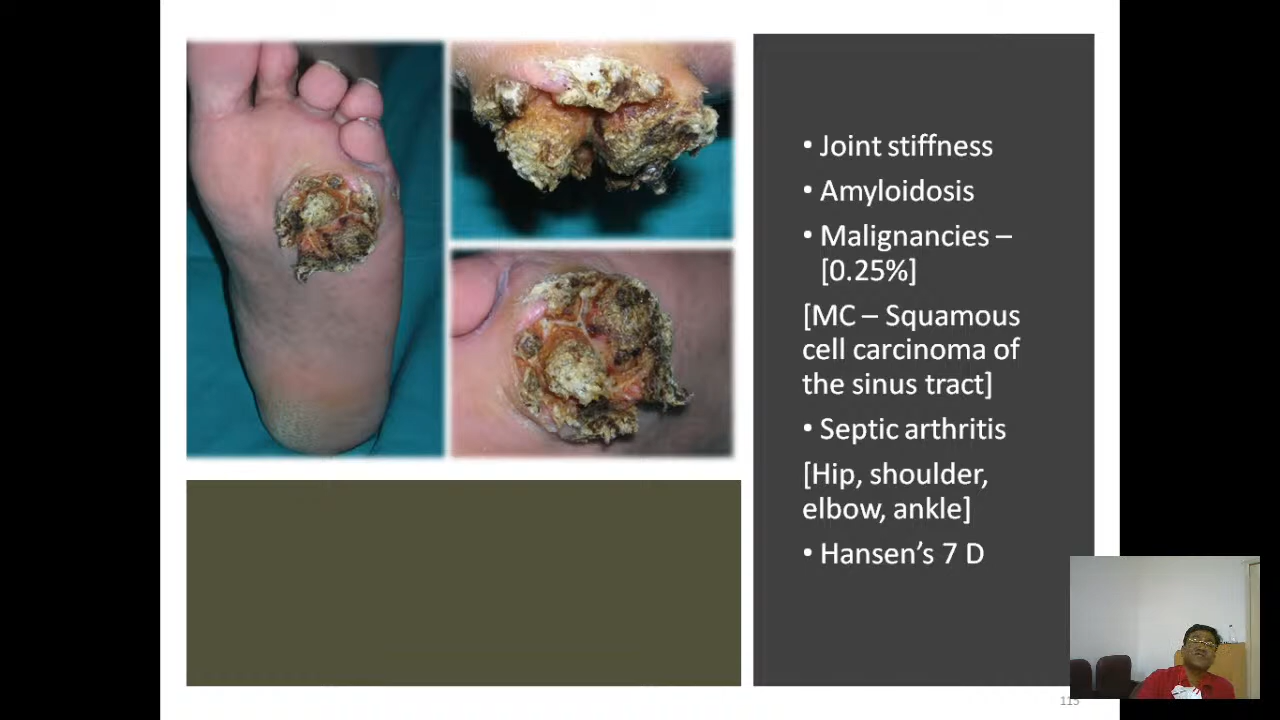 • Joint stiffness
• Amyloidosis
• Malignancies –
[0.25%]
[MC – Squamous
cell carcinoma of
the sinus tract]
• Septic arthritis
[Hip, shoulder,
elbow, ankle]
• Hansen’s 7 D